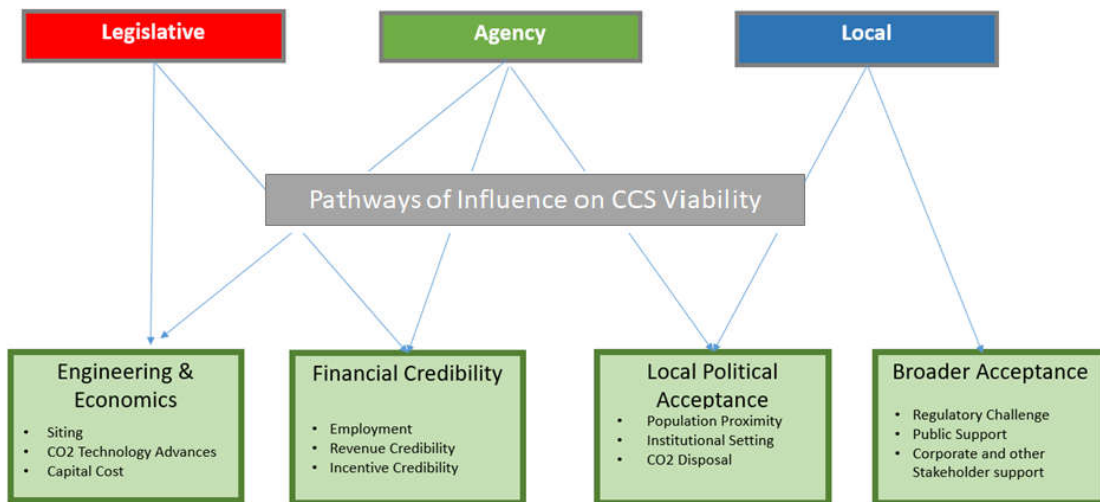 Legislative
Agency
Local
Pathways of Influence on CCS Viability
Engineering &
Economics
• Siting
• CO2 Technology Advances
• Capital Cost
Financial Credibility
• Employment
• Revenue Credibility
• Incentive Credibility
Local Political
Acceptance
• Population Proximity
• Institutional Setting
• CO2 Disposal
Broader Acceptance
• Regulatory Challenge
• Public Support
• Corporate and other
Stakeholder support